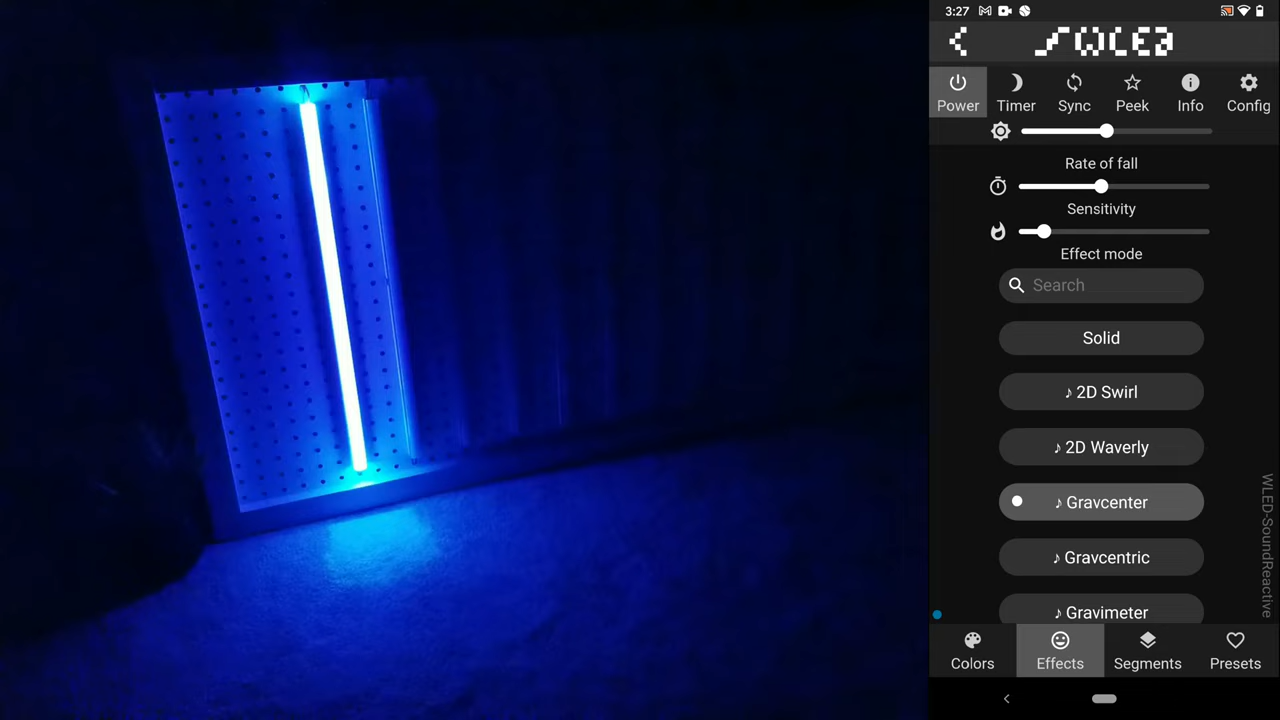 3:27
Power Timer Sync Peek Info Config
Rate of fall
Sensitivity
Effect mode
Search
Solid
♪ 2D Swirl
♪ 2D Waverly
♪ Gravcenter
♪ Gravcentric
♪ Gravimeter
WLED-SoundReactive
Colors Effects Segments Presets